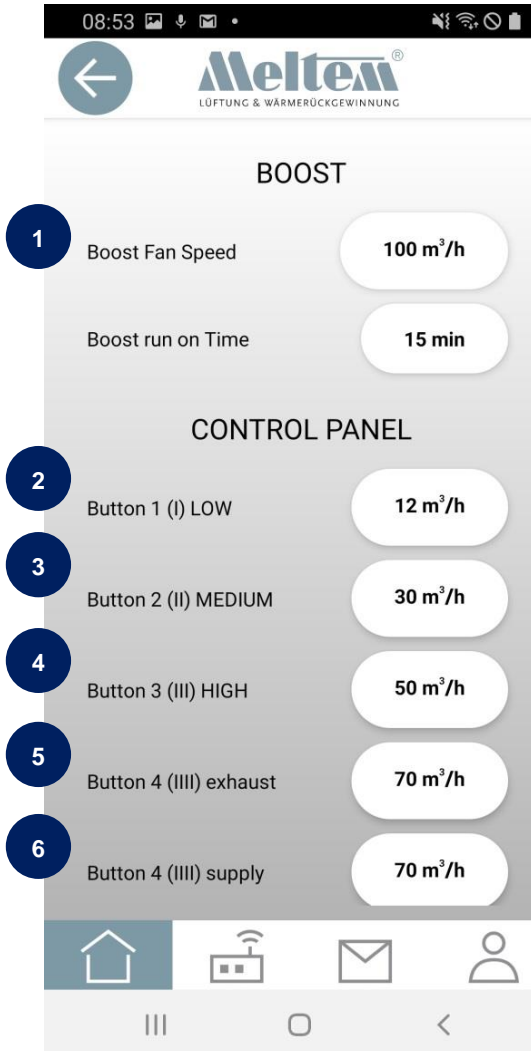 08:53
Meltem®
LÜFTUNG & WÄRMERÜCKGEWINNUNG
BOOST
1
Boost Fan Speed 100 m³/h
Boost run on Time 15 min
CONTROL PANEL
2
Button 1 (I) LOW 12 m³/h
3
Button 2 (II) MEDIUM 30 m³/h
4
Button 3 (III) HIGH 50 m³/h
5
Button 4 (IIII) exhaust 70 m³/h
6
Button 4 (IIII) supply 70 m³/h